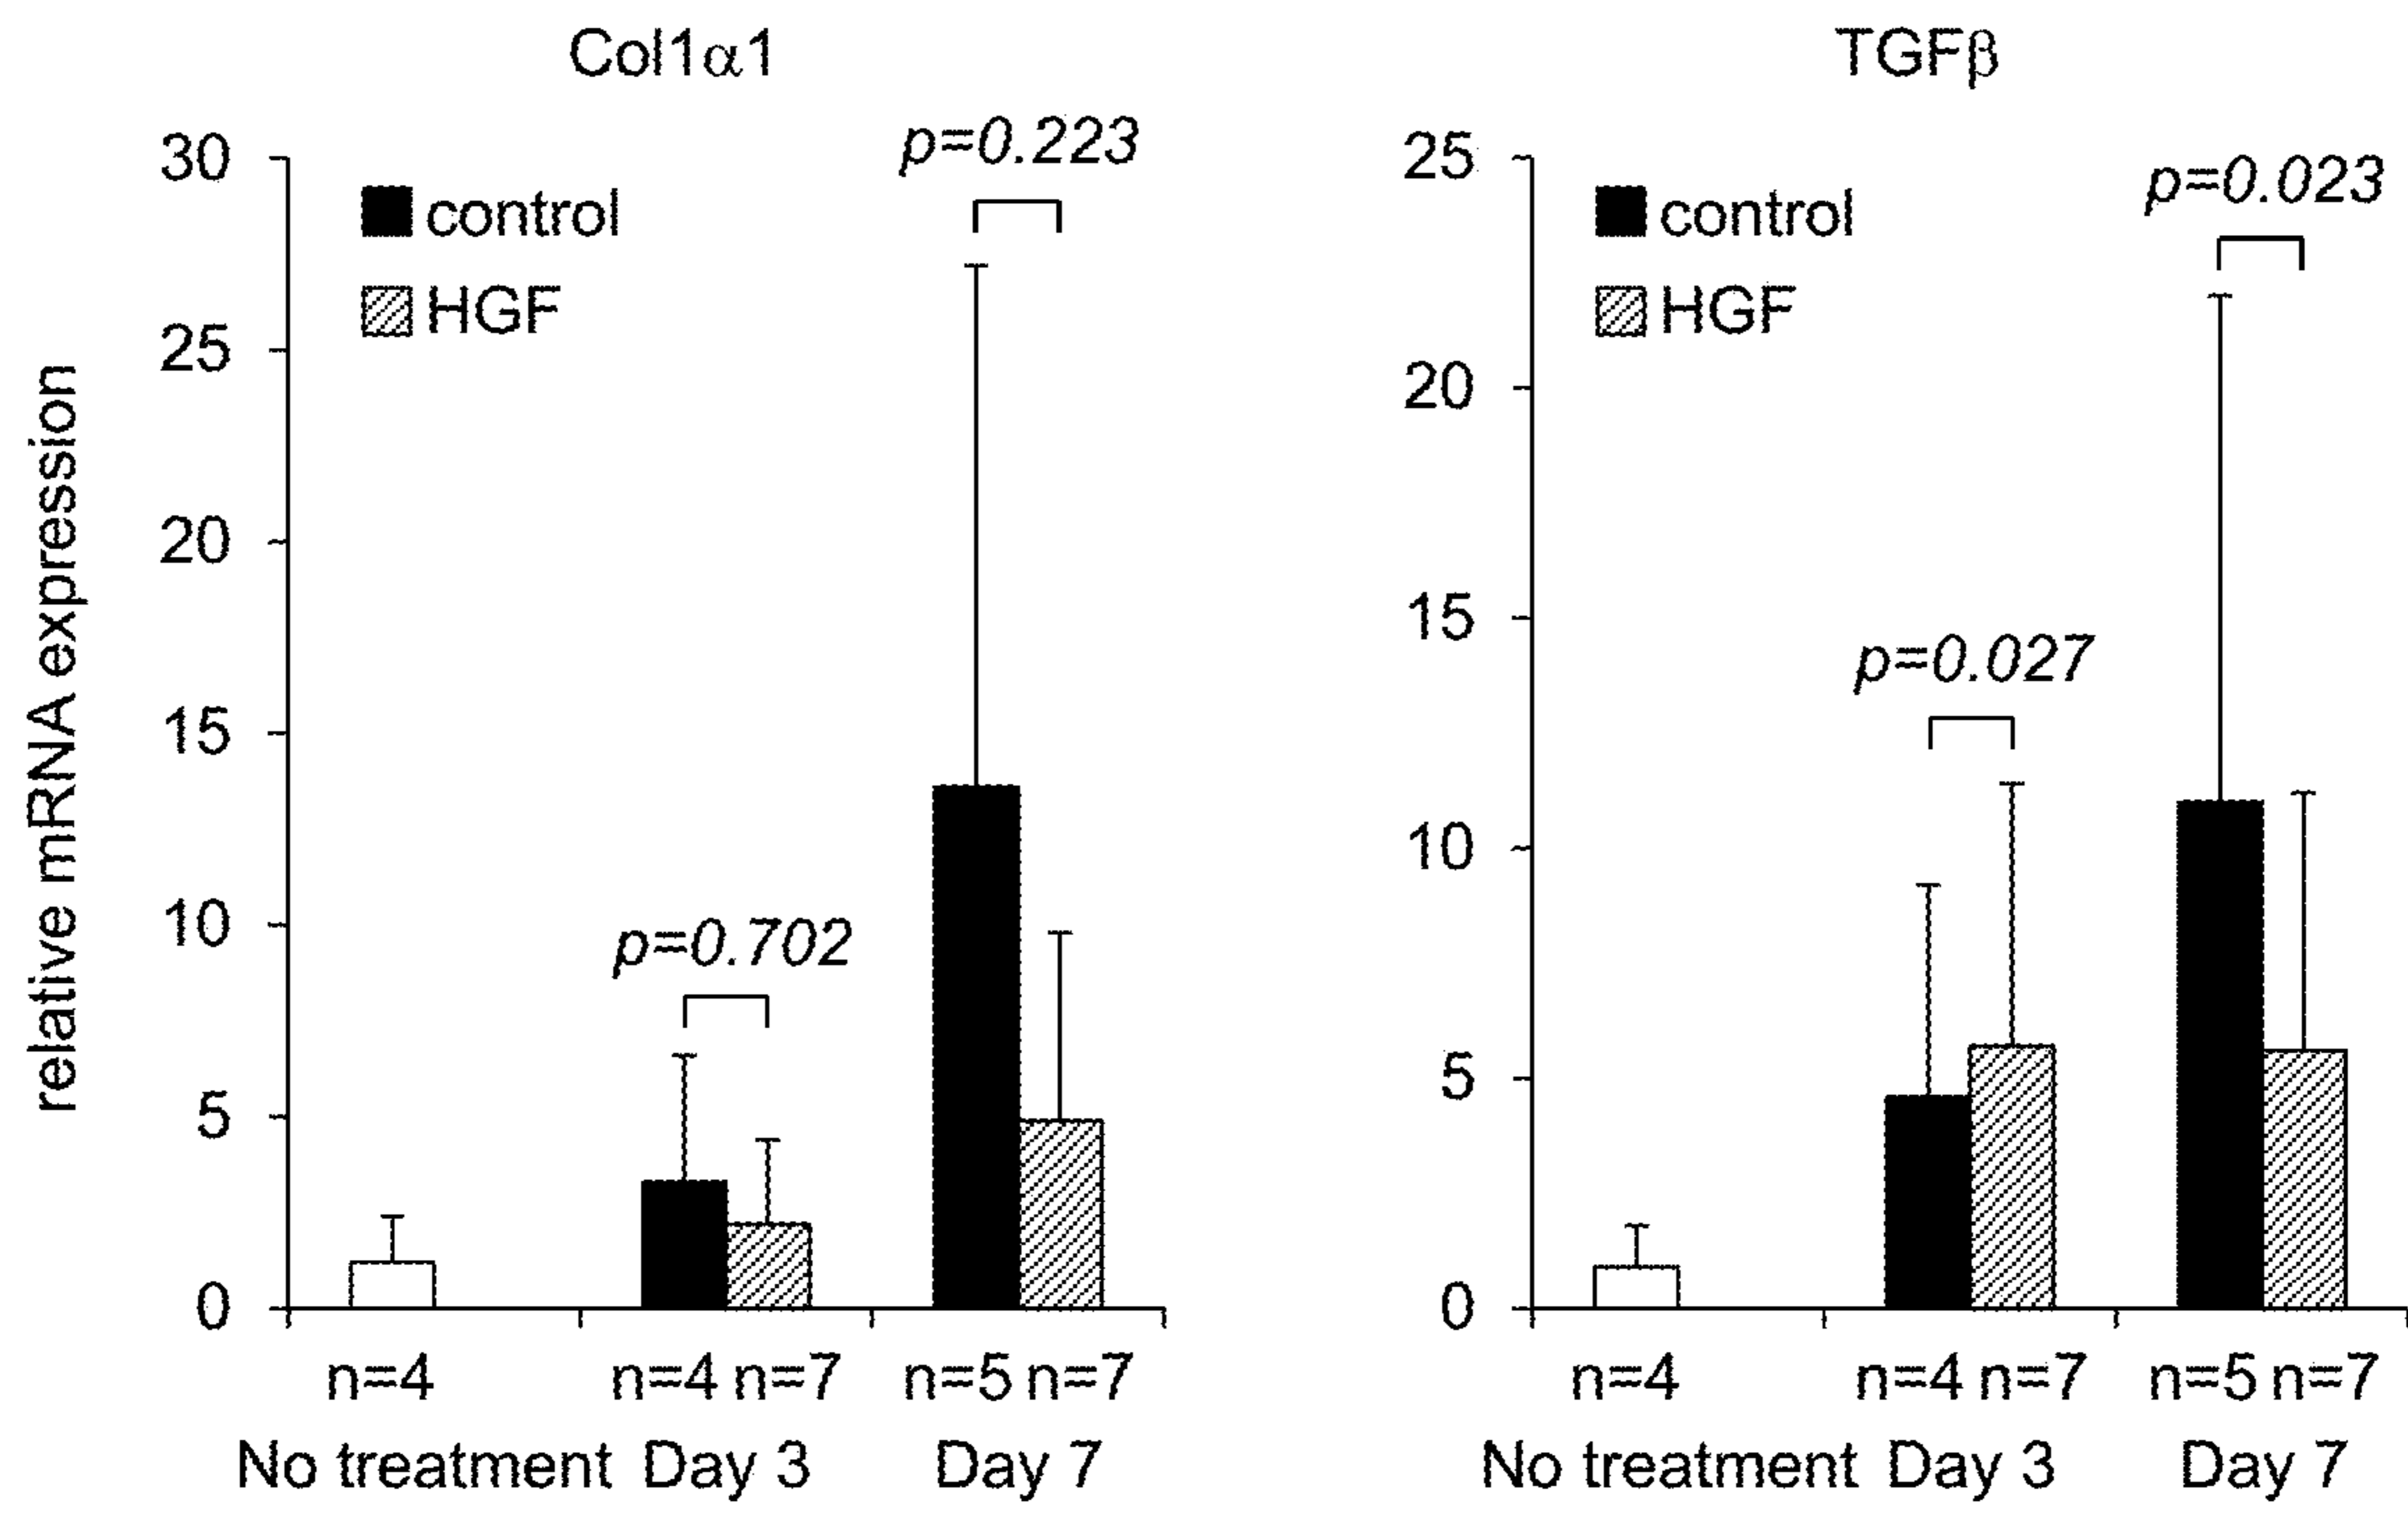 Col1α1
p=0.223
30
control
HGF
25
20
15
10
5
0
relative mRNA expression
p=0.702
n=4 n=4 n=7 n=5 n=7
No treatment Day 3 Day 7
TGFβ
25
p=0.023
control
HGF
20
15
p=0.027
10
5
0
n=4 n=4 n=7 n=5 n=7
No treatment Day 3 Day 7